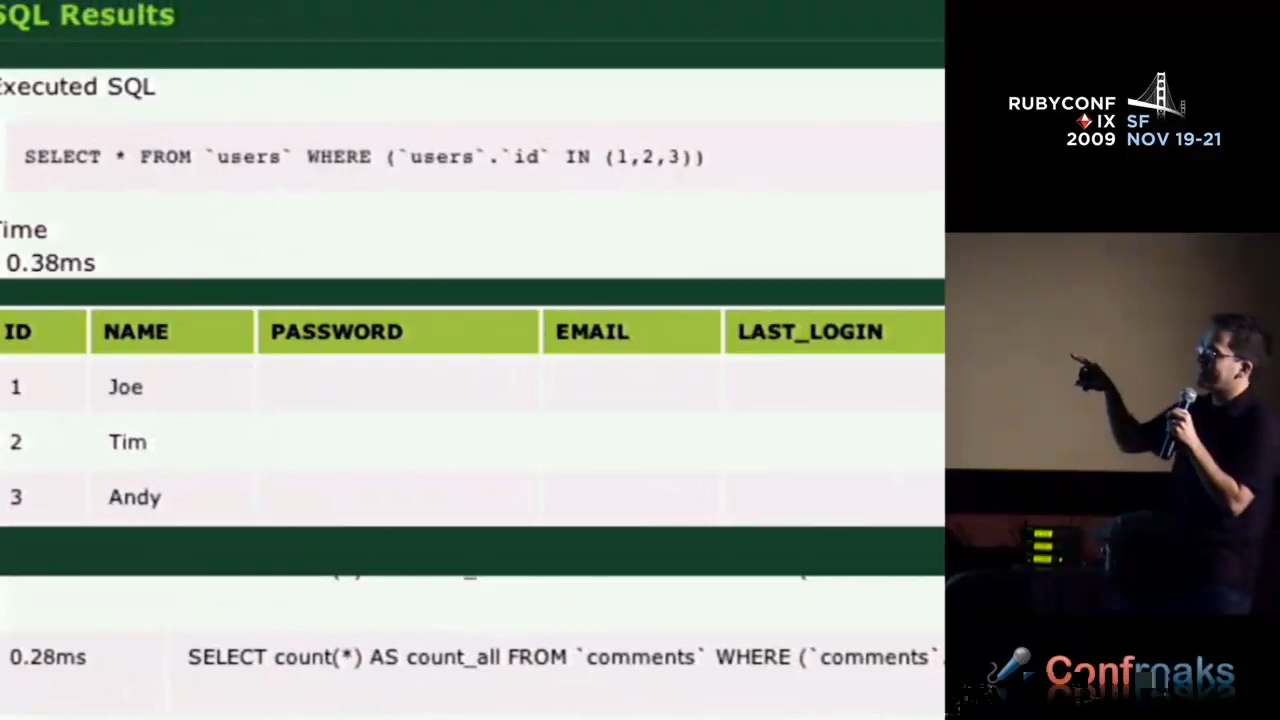 SQL Results
Executed SQL
SELECT * FROM `users` WHERE (`users`.`id` IN (1,2,3))
Time
0.38ms
ID NAME PASSWORD EMAIL LAST_LOGIN
1 Joe
2 Tim
3 Andy
0.28ms SELECT count(*) AS count_all FROM `comments` WHERE (`comments`.
RUBYCONF
IX SF
2009 NOV 19-21
Confreaks